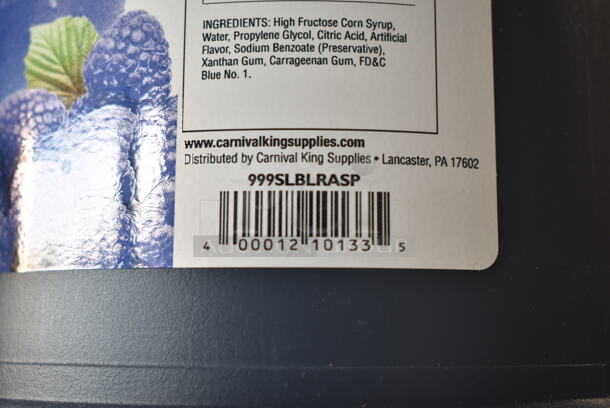 INGREDIENTS: High Fructose Corn Syrup,
Water, Propylene Glycol, Citric Acid, Artificial
Flavor, Sodium Benzoate (Preservative),
Xanthan Gum, Carrageenan Gum, FD&C
Blue No. 1.
www.carnivalkingsupplies.com
Distributed by Carnival King Supplies • Lancaster, PA 17602
999SLBLRASP
4 00012 10133 5